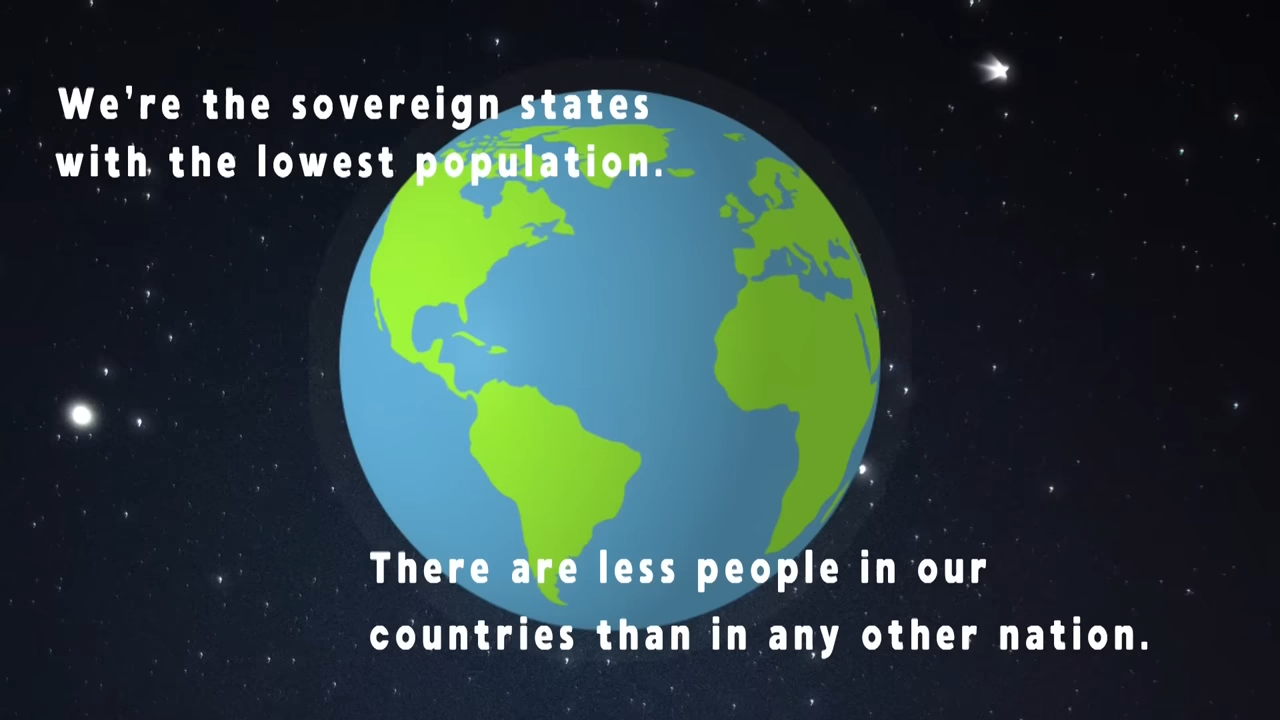 We're the sovereign states
with the lowest population.
There are less people in our
countries than in any other nation.